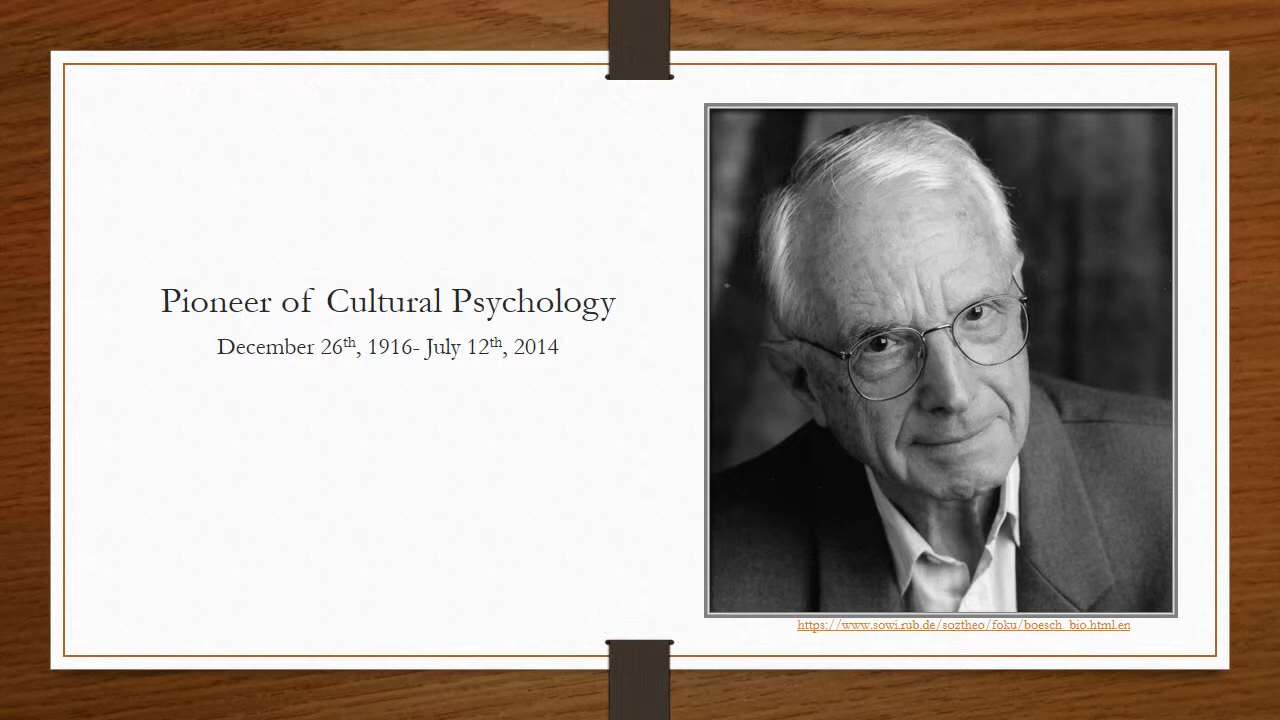 Pioneer of Cultural Psychology
December 26th, 1916- July 12th, 2014
https://www.sowi.rub.de/soztheo/foku/boesch_bio.html.en